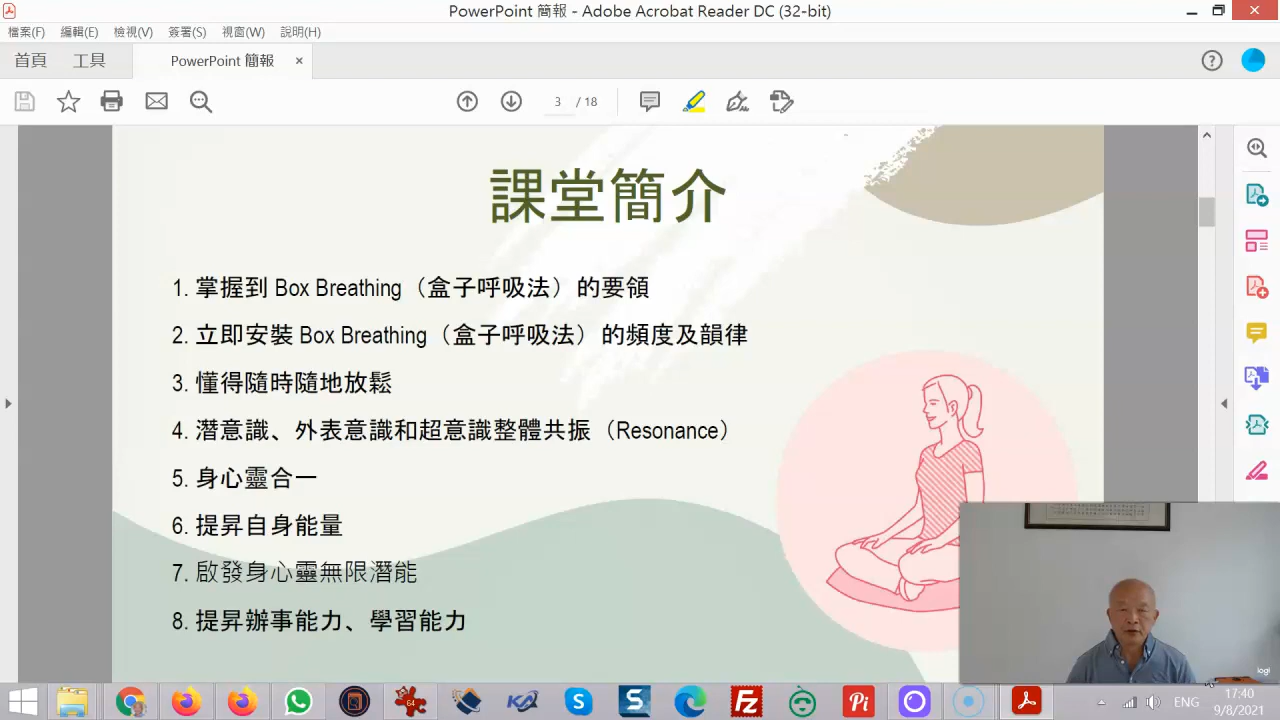 PowerPoint 簡報 - Adobe Acrobat Reader DC (32-bit)
檔案(F) 編輯(E) 檢視(V) 簽署(S) 視窗(W) 說明(H)
首頁 工具 PowerPoint 簡報 ×
3 / 18
課堂簡介
1. 掌握到 Box Breathing（盒子呼吸法）的要領
2. 立即安裝 Box Breathing（盒子呼吸法）的頻度及韻律
3. 懂得隨時隨地放鬆
4. 潛意識、外表意識和超意識整體共振（Resonance）
5. 身心靈合一
6. 提昇自身能量
7. 啟發身心靈無限潛能
8. 提昇辦事能力、學習能力
logi
64
S
S
Fz
Pi
ENG
17:40
9/8/2021